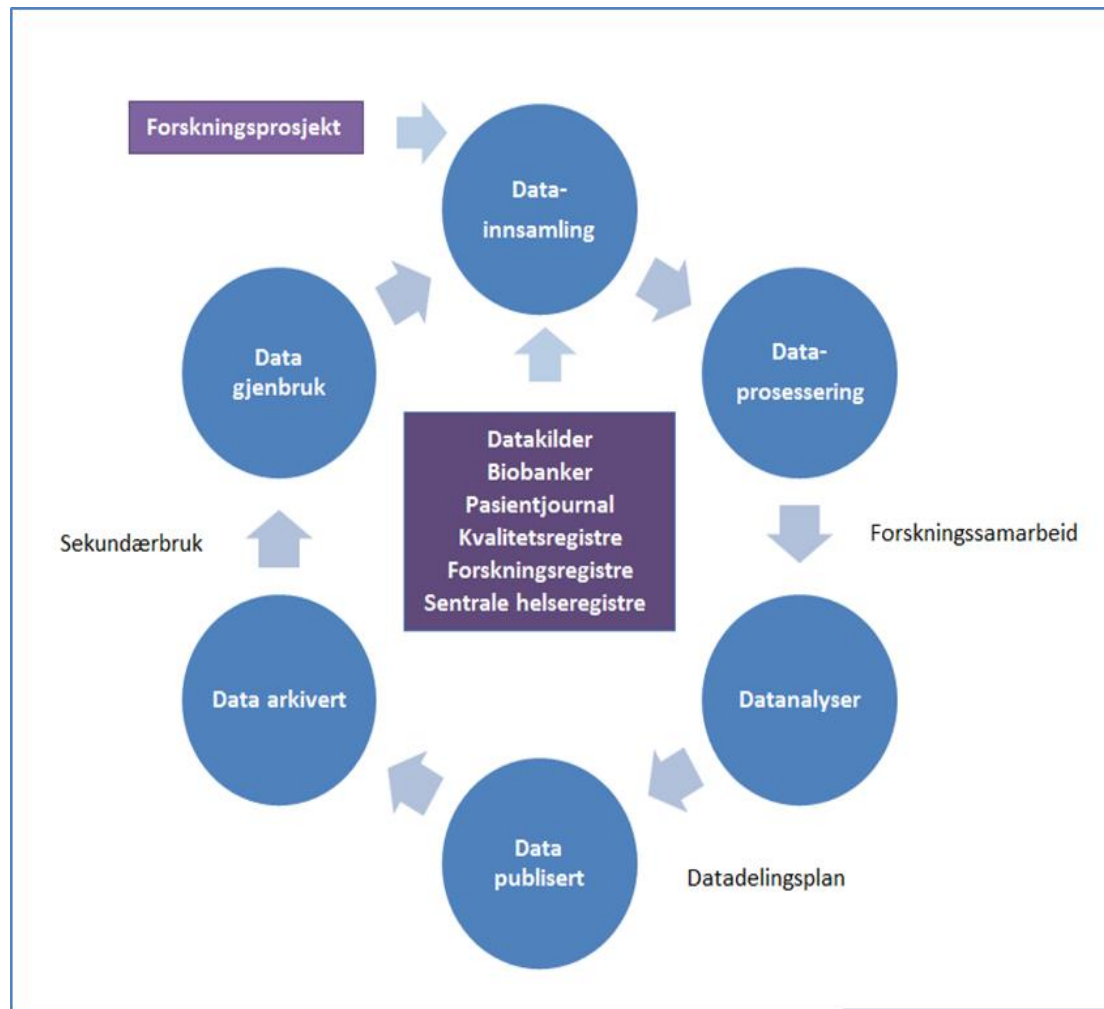 Forskningsprosjekt
Data-
innsamling
Data-
prosessering
Forskningssamarbeid
Datanalyser
Datadelingsplan
Data
publisert
Data arkivert
Sekundærbruk
Data
gjenbruk
Datakilder
Biobanker
Pasientjournal
Kvalitetsregistre
Forskningsregistre
Sentrale helseregistre